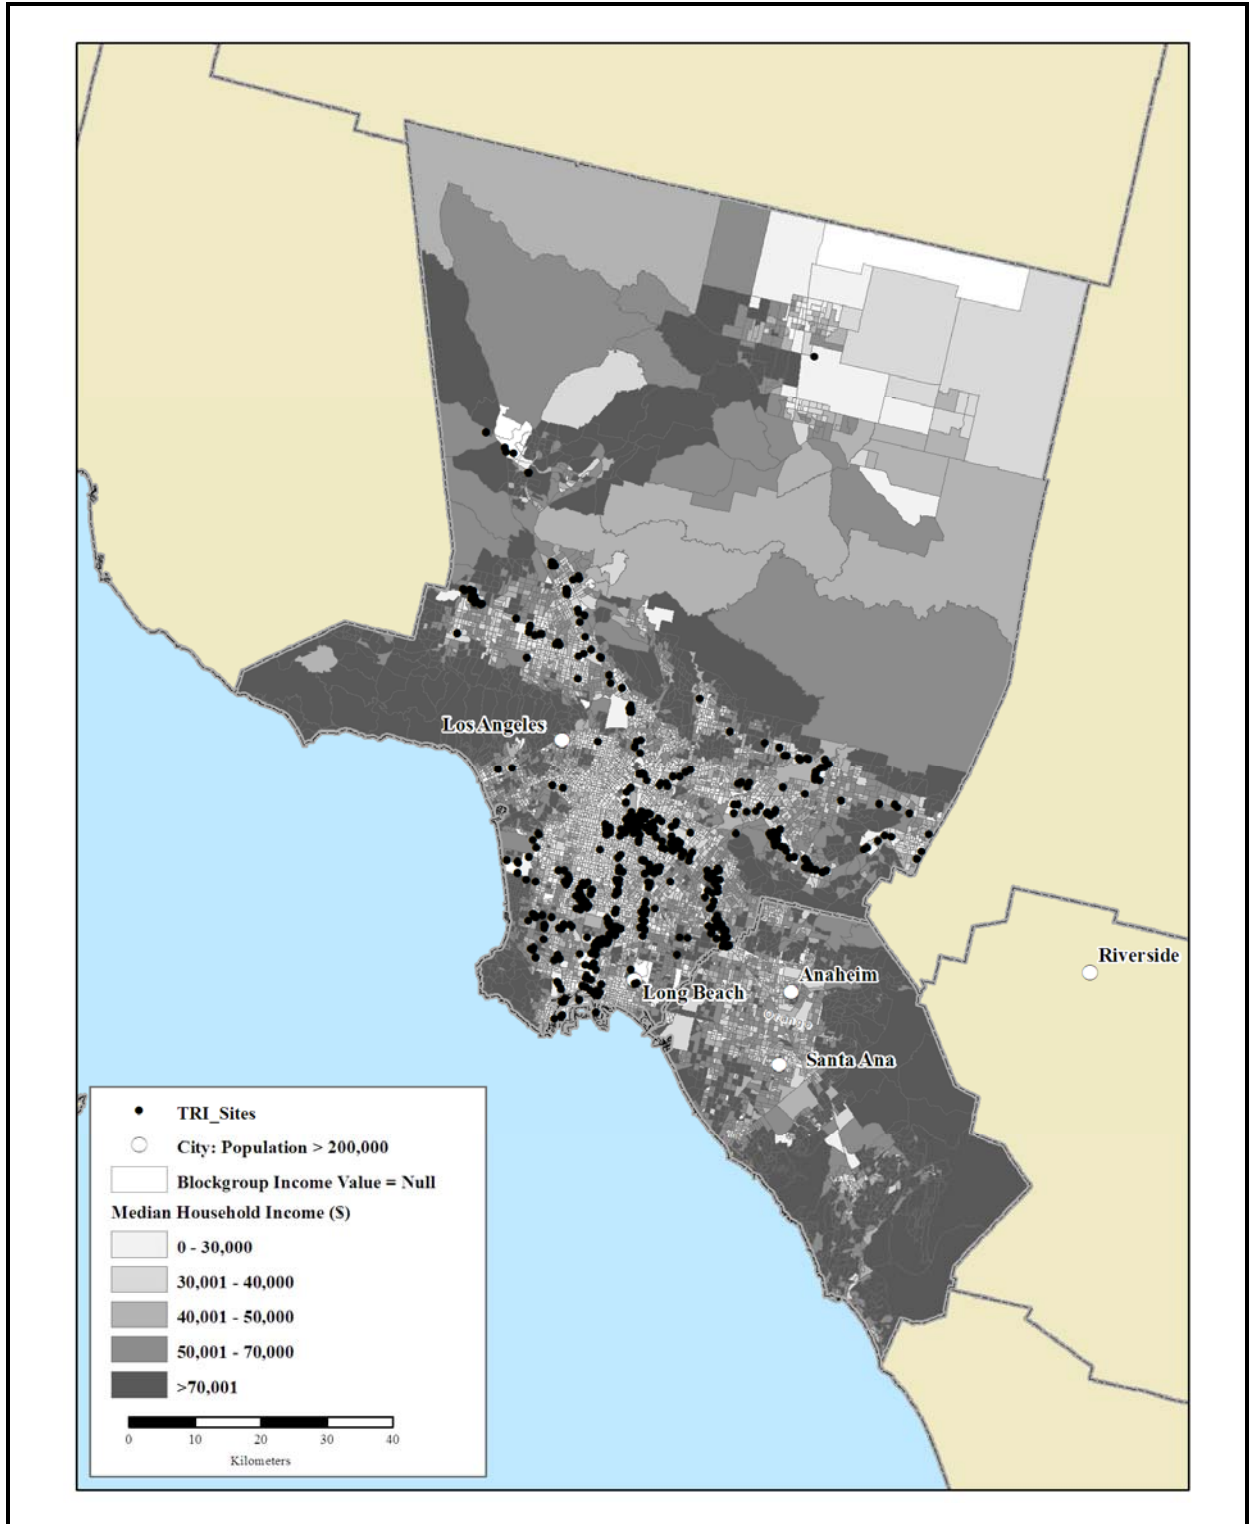 Los Angeles
Long Beach
Anaheim
Orange
Santa Ana
Riverside
TRI_Sites
City: Population > 200,000
Blockgroup Income Value = Null
Median Household Income ($)
0 - 30,000
30,001 - 40,000
40,001 - 50,000
50,001 - 70,000
>70,001
0 10 20 30 40
Kilometers